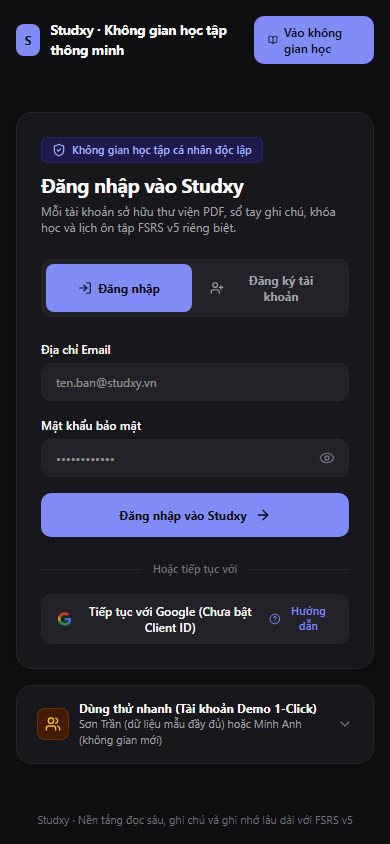 S
Studxy · Không gian học tập
thông minh
Vào không
gian học
Không gian học tập cá nhân độc lập
Đăng nhập vào Studxy
Mỗi tài khoản sở hữu thư viện PDF, sổ tay ghi chú, khóa
học và lịch ôn tập FSRS v5 riêng biệt.
Đăng nhập
Đăng ký tài
khoản
Địa chỉ Email
ten.ban@studxy.vn
Mật khẩu bảo mật
••••••••••••
Đăng nhập vào Studxy
Hoặc tiếp tục với
Tiếp tục với Google (Chưa bật
Client ID)
Hướng
dẫn
Dùng thử nhanh (Tài khoản Demo 1-Click)
Sơn Trần (dữ liệu mẫu đầy đủ) hoặc Minh Anh
(không gian mới)
Studxy · Nền tảng đọc sâu, ghi chú và ghi nhớ lâu dài với FSRS v5